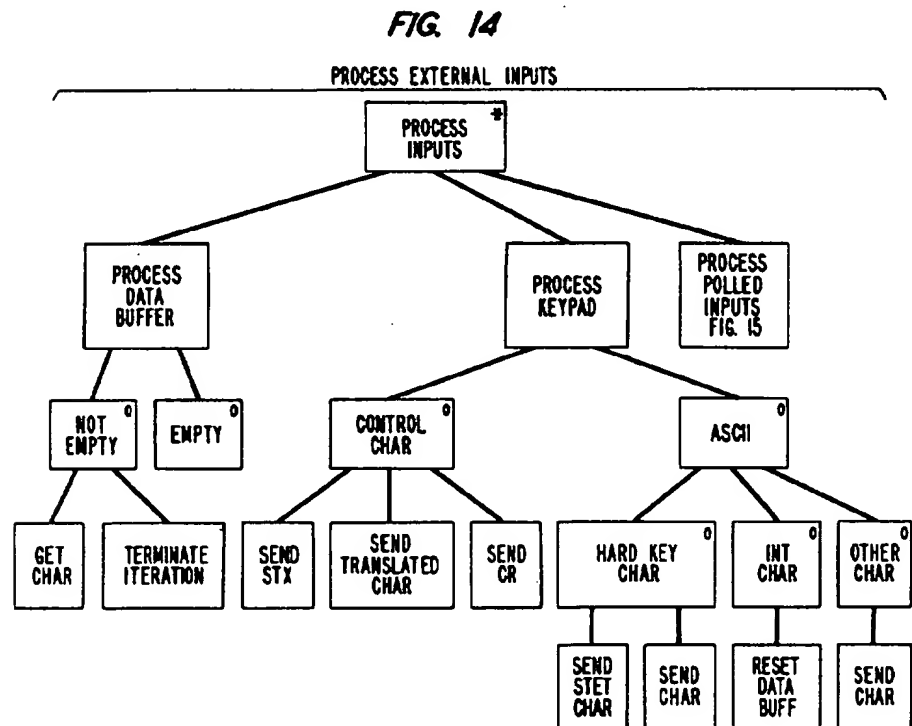 FIG. 14
PROCESS EXTERNAL INPUTS
PROCESS *
INPUTS
PROCESS
DATA
BUFFER
PROCESS
KEYPAD
PROCESS
POLLED
INPUTS
FIG. 15
NOT 0
EMPTY
EMPTY 0
CONTROL 0
CHAR
ASCII 0
GET
CHAR
TERMINATE
ITERATION
SEND
STX
SEND
TRANSLATED
CHAR
SEND
CR
HARD KEY 0
CHAR
INT 0
CHAR
OTHER 0
CHAR
SEND
STET
CHAR
SEND
CHAR
RESET
DATA
BUFF
SEND
CHAR